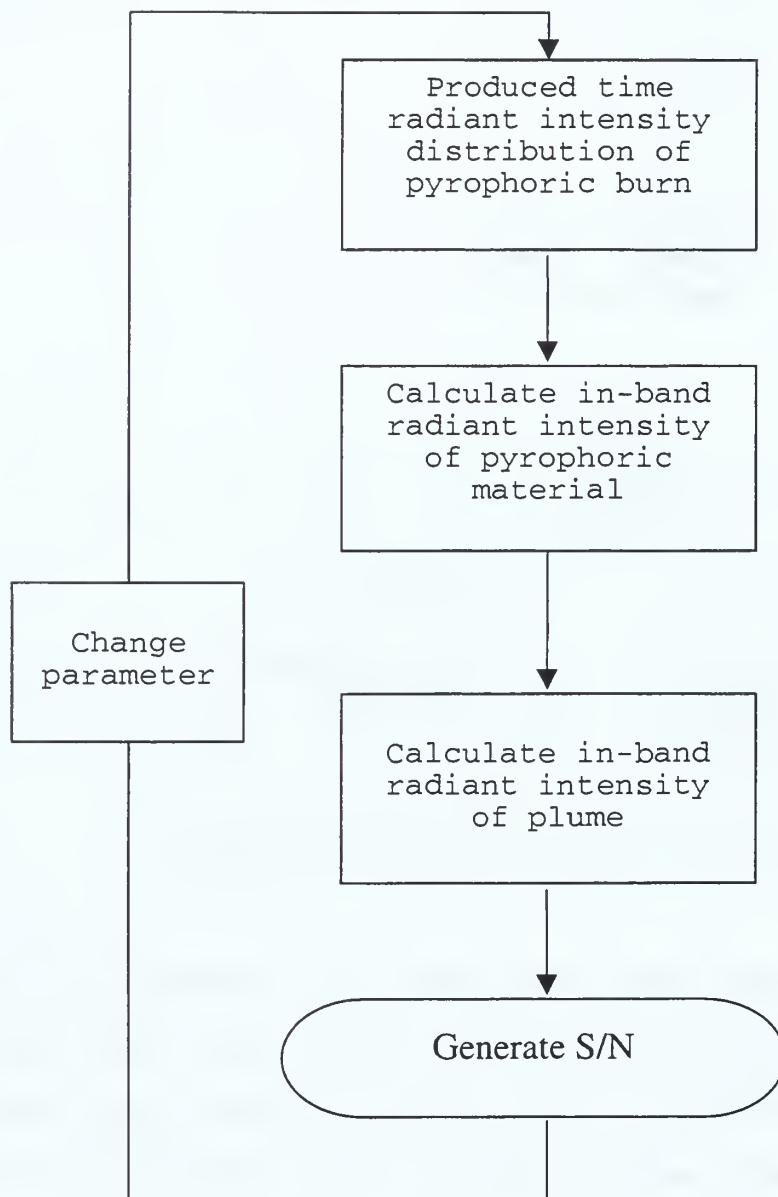 Produced time
radiant intensity
distribution of
pyrophoric burn
Calculate in-band
radiant intensity
of pyrophoric
material
Change
parameter
Calculate in-band
radiant intensity
of plume
Generate S/N